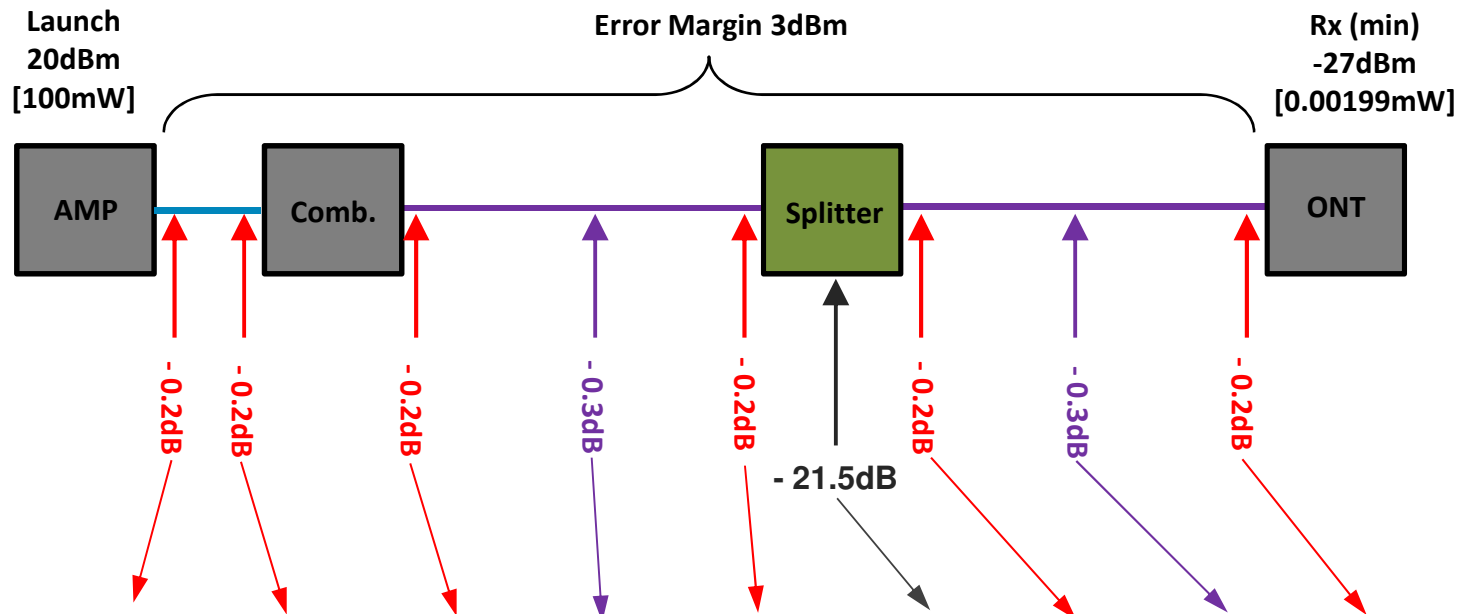 Launch
20dBm
[100mW]
Error Margin 3dBm
Rx (min)
-27dBm
[0.00199mW]
AMP
Comb.
Splitter
ONT
- 0.2dB
- 0.2dB
- 0.2dB
- 0.3dB
- 0.2dB
- 21.5dB
- 0.2dB
- 0.3dB
- 0.2dB